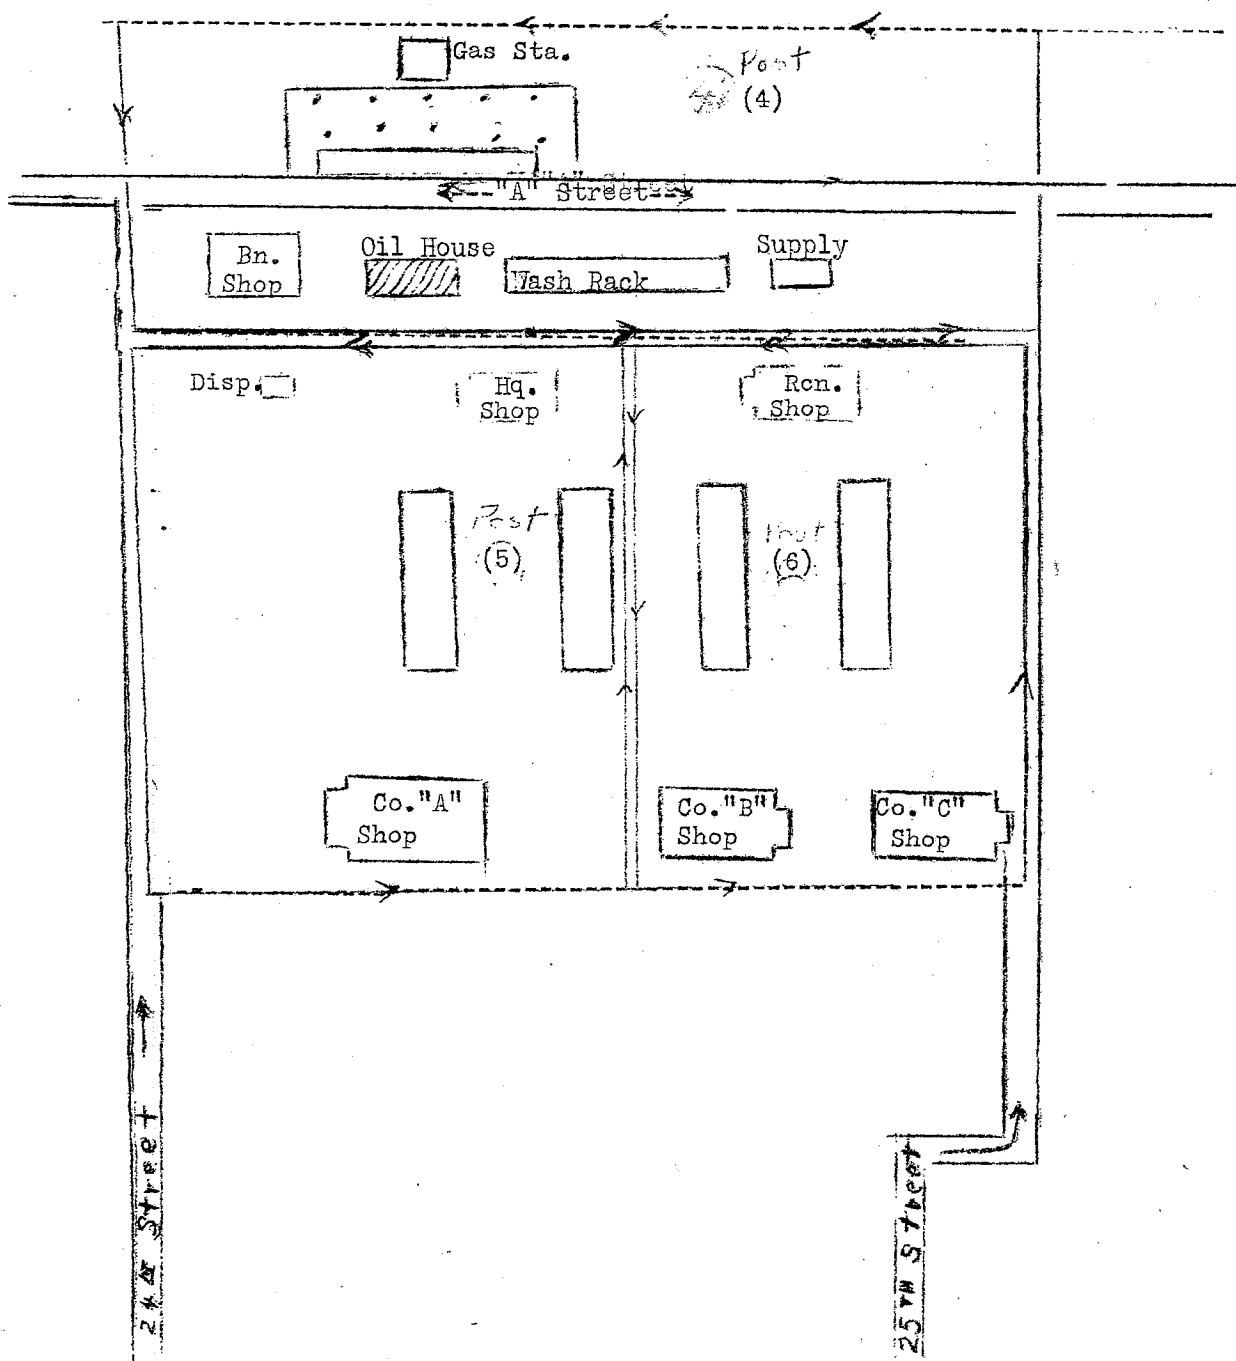 Gas Sta.
Post
(4)
"A" Street
Bn.
Shop
Oil House
Wash Rack
Supply
Disp.
Hq.
Shop
Rcn.
Shop
Post
(5)
Post
(6)
Co."A"
Shop
Co."B"
Shop
Co."C"
Shop
24th Street
25th Street